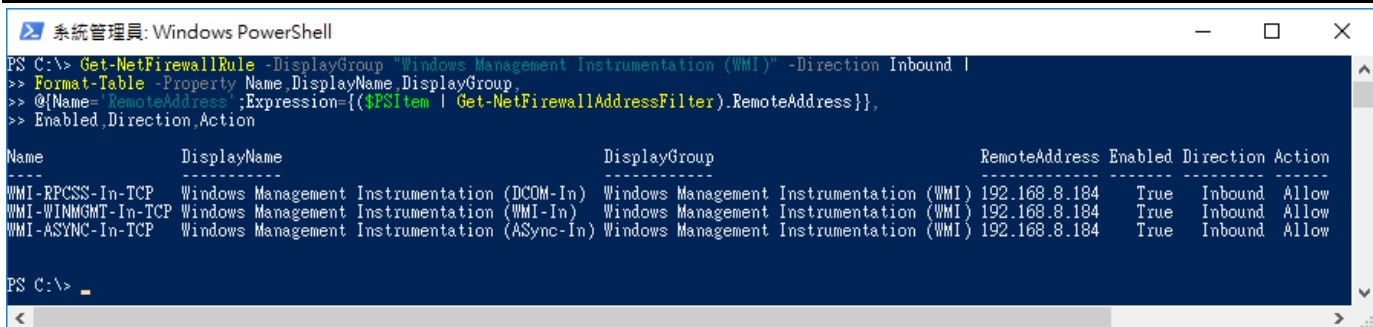 系統管理員: Windows PowerShell
PS C:\> Get-NetFirewallRule -DisplayGroup "Windows Management Instrumentation (WMI)" -Direction Inbound |
>> Format-Table -Property Name,DisplayName,DisplayGroup,
>> @{Name='RemoteAddress';Expression={($PSItem | Get-NetFirewallAddressFilter).RemoteAddress}},
>> Enabled,Direction,Action
Name DisplayName DisplayGroup RemoteAddress Enabled Direction Action
---- ----------- ------------ ------------- ------- --------- ------
WMI-RPCSS-In-TCP Windows Management Instrumentation (DCOM-In) Windows Management Instrumentation (WMI) 192.168.8.184 True Inbound Allow
WMI-WINMGMT-In-TCP Windows Management Instrumentation (WMI-In) Windows Management Instrumentation (WMI) 192.168.8.184 True Inbound Allow
WMI-ASYNC-In-TCP Windows Management Instrumentation (ASync-In) Windows Management Instrumentation (WMI) 192.168.8.184 True Inbound Allow
PS C:\> _